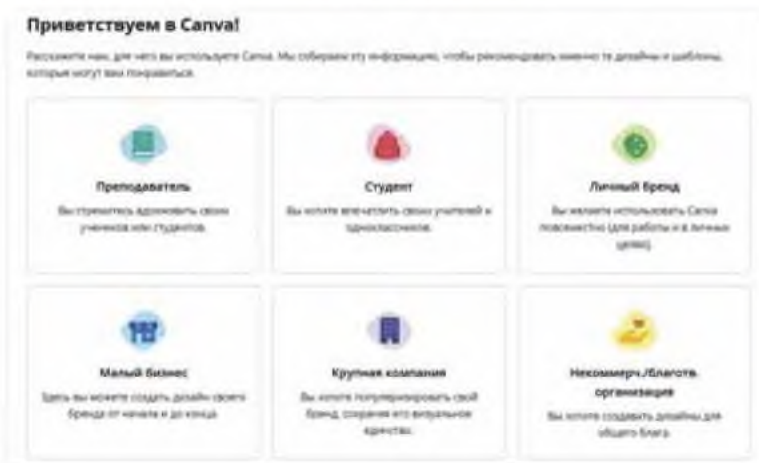 Приветствуем в Canva!
Расскажите нам, для чего вы используете Canva. Мы собираем эту информацию, чтобы рекомендовать именно те дизайны и шаблоны,
которые могут вам понравиться.
Преподаватель
Вы стремитесь вдохновить своих
учеников или студентов.
Студент
Вы хотите впечатлить своих учителей и
одноклассников.
Личный бренд
Вы желаете использовать Canva
повсеместно (для работы и в личных
целях).
Малый бизнес
Здесь вы можете создать дизайн своего
бренда от начала и до конца.
Крупная компания
Вы хотите популяризировать свой
бренд, сохраняя его визуальное
единство.
Некоммерч./благотв.
организация
Вы хотите создавать дизайны для
общего блага.